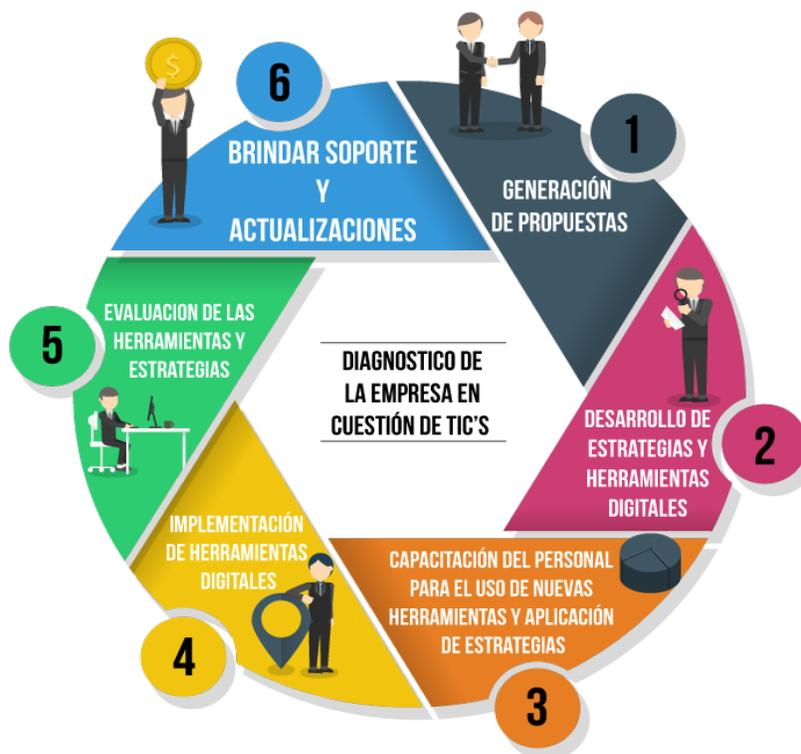 DIAGNOSTICO DE
LA EMPRESA EN
CUESTIÓN DE TIC'S
1
GENERACIÓN
DE PROPUESTAS
2
DESARROLLO DE
ESTRATEGIAS Y
HERRAMIENTAS
DIGITALES
3
CAPACITACIÓN DEL PERSONAL
PARA EL USO DE NUEVAS
HERRAMIENTAS Y APLICACIÓN
DE ESTRATEGIAS
4
IMPLEMENTACIÓN
DE HERRAMIENTAS
DIGITALES
5
EVALUACION DE LAS
HERRAMIENTAS Y
ESTRATEGIAS
6
BRINDAR SOPORTE
Y
ACTUALIZACIONES
$